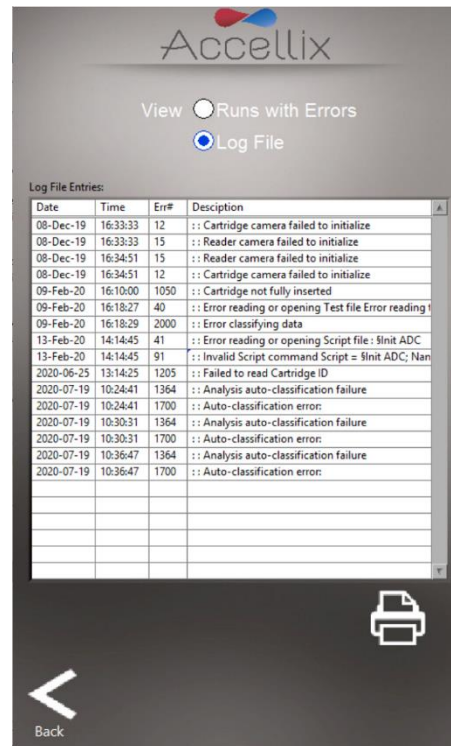 Accellix
View Runs with Errors
Log File
Log File Entries:
Date Time Err# Desciption
08-Dec-19 16:33:33 12 : : Cartridge camera failed to initialize
08-Dec-19 16:33:33 15 : : Reader camera failed to initialize
08-Dec-19 16:34:51 15 : : Reader camera failed to initialize
08-Dec-19 16:34:51 12 : : Cartridge camera failed to initialize
09-Feb-20 16:10:00 1050 : : Cartridge not fully inserted
09-Feb-20 16:18:27 40 : : Error reading or opening Test file Error reading
09-Feb-20 16:18:29 2000 : : Error classifying data
13-Feb-20 14:14:45 41 : : Error reading or opening Script file : §Init ADC
13-Feb-20 14:14:45 91 : : Invalid Script command Script = §Init ADC; Nan
2020-06-25 13:14:25 1205 : : Failed to read Cartridge ID
2020-07-19 10:24:41 1364 : : Analysis auto-classification failure
2020-07-19 10:24:41 1700 : : Auto-classification error:
2020-07-19 10:30:31 1364 : : Analysis auto-classification failure
2020-07-19 10:30:31 1700 : : Auto-classification error:
2020-07-19 10:36:47 1364 : : Analysis auto-classification failure
2020-07-19 10:36:47 1700 : : Auto-classification error:
Back